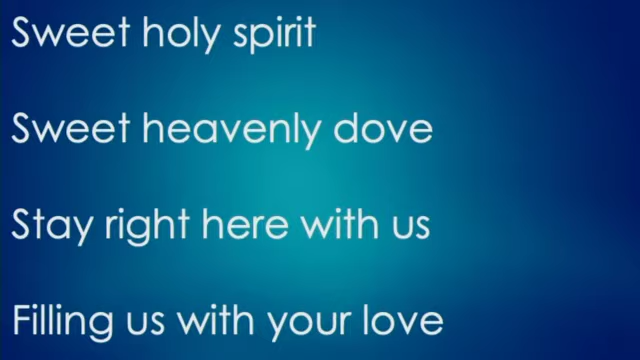 Sweet holy spirit
Sweet heavenly dove
Stay right here with us
Filling us with your love